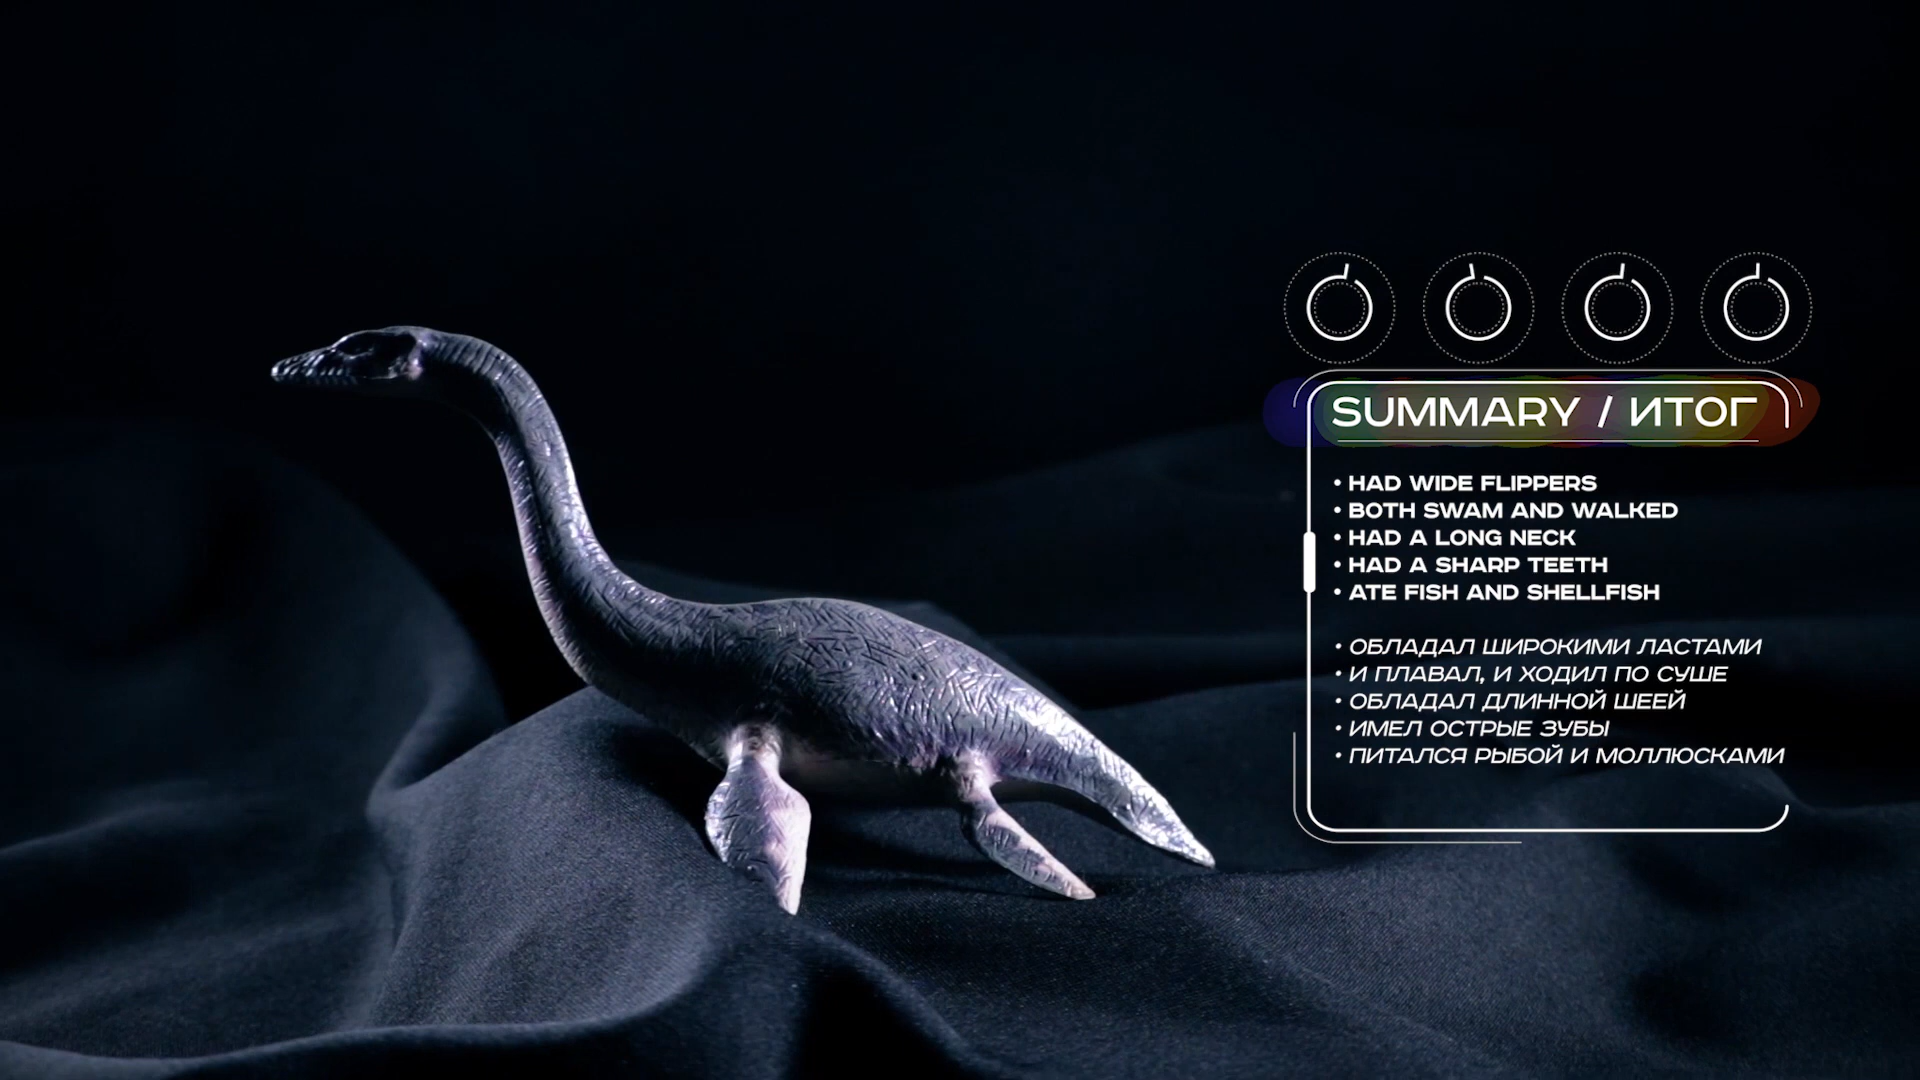 SUMMARY / ИТОГ
• HAD WIDE FLIPPERS
• BOTH SWAM AND WALKED
• HAD A LONG NECK
• HAD A SHARP TEETH
• ATE FISH AND SHELLFISH
• ОБЛАДАЛ ШИРОКИМИ ЛАСТАМИ
• И ПЛАВАЛ, И ХОДИЛ ПО СУШЕ
• ОБЛАДАЛ ДЛИННОЙ ШЕЕЙ
• ИМЕЛ ОСТРЫЕ ЗУБЫ
• ПИТАЛСЯ РЫБОЙ И МОЛЛЮСКАМИ